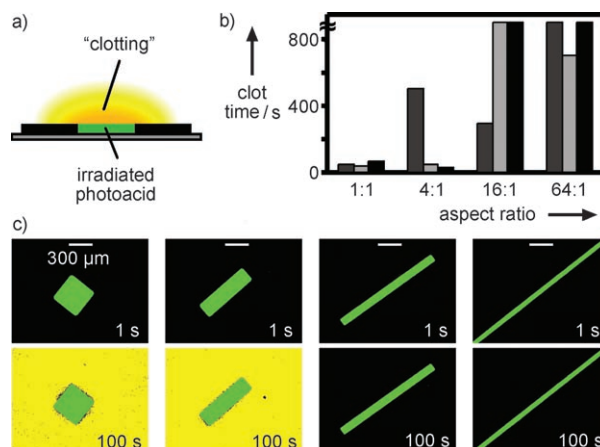 a)
"clotting"
irradiated
photoacid
b)
clot
time / s
800
400
0
1:1
4:1
16:1
64:1
aspect ratio
c)
300 µm
1 s
1 s
1 s
1 s
100 s
100 s
100 s
100 s